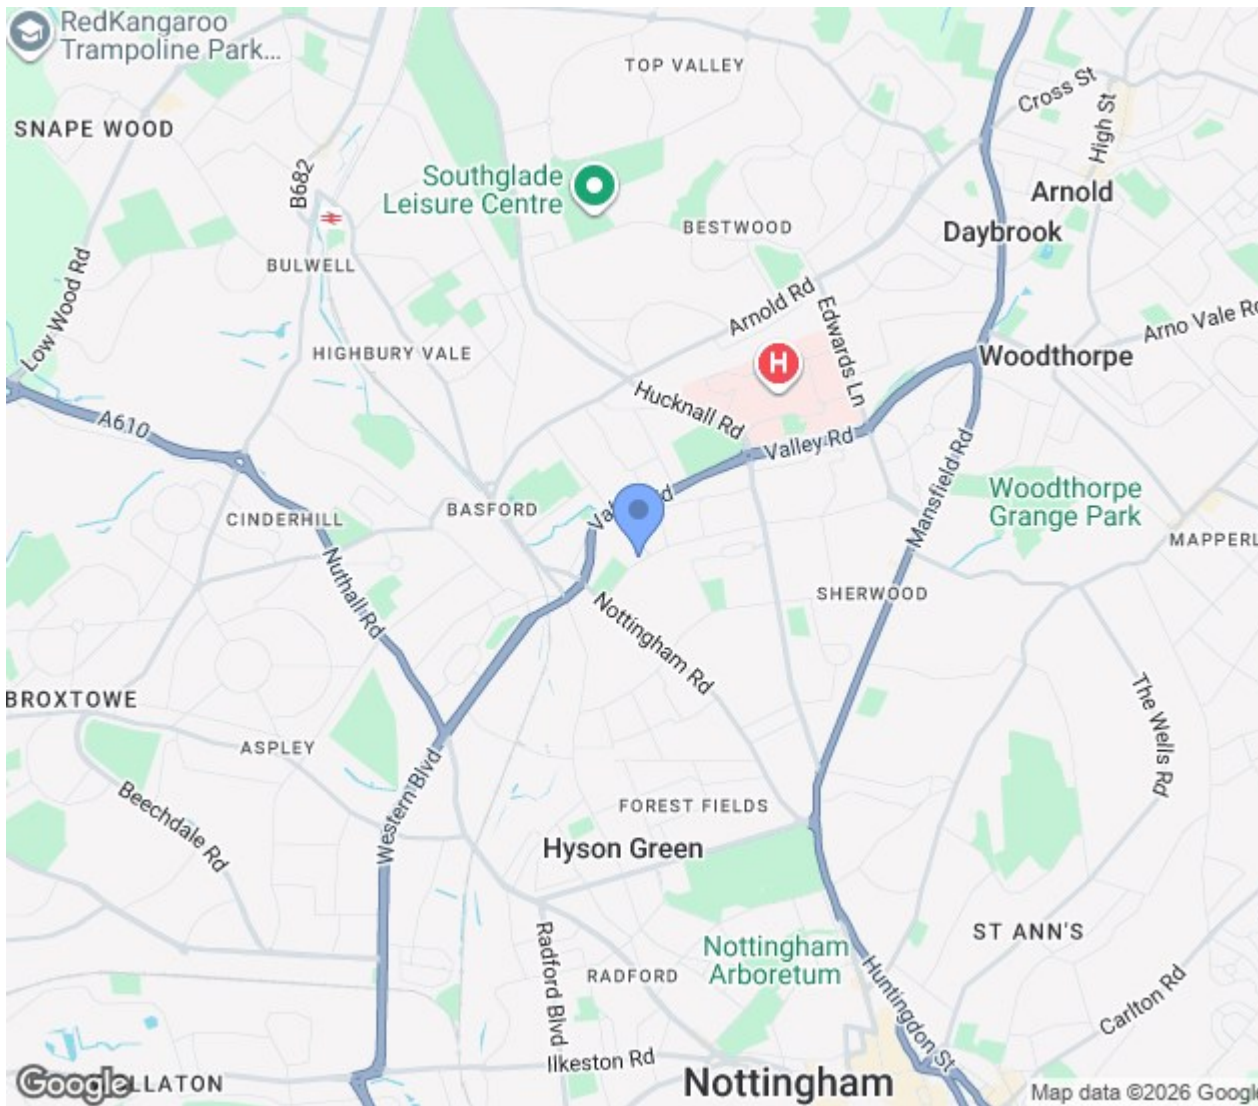 RedKangaroo
Trampoline Park...
TOP VALLEY
Cross St
High St
SNAPE WOOD
B682
Southglade
Leisure Centre
Arnold
BESTWOOD
Daybrook
BULWELL
Low Wood Rd
Arnold Rd
Edwards Ln
Arno Vale Rd
HIGHBURY VALE
Woodthorpe
H
Hucknall Rd
A610
Valley Rd
Mansfield Rd
Woodthorpe
Grange Park
BASFORD
CINDERHILL
MAPPERL
Nuthall Rd
SHERWOOD
Nottingham Rd
BROXTOWE
The Wells Rd
ASPLEY
Western Blvd
Beechdale Rd
FOREST FIELDS
Hyson Green
ST ANN'S
Nottingham
Arboretum
RADFORD
Radford Blvd
Huntingdon St
Carlton Rd
Ilkeston Rd
Nottingham
Google
LLATON
Map data ©2026 Google